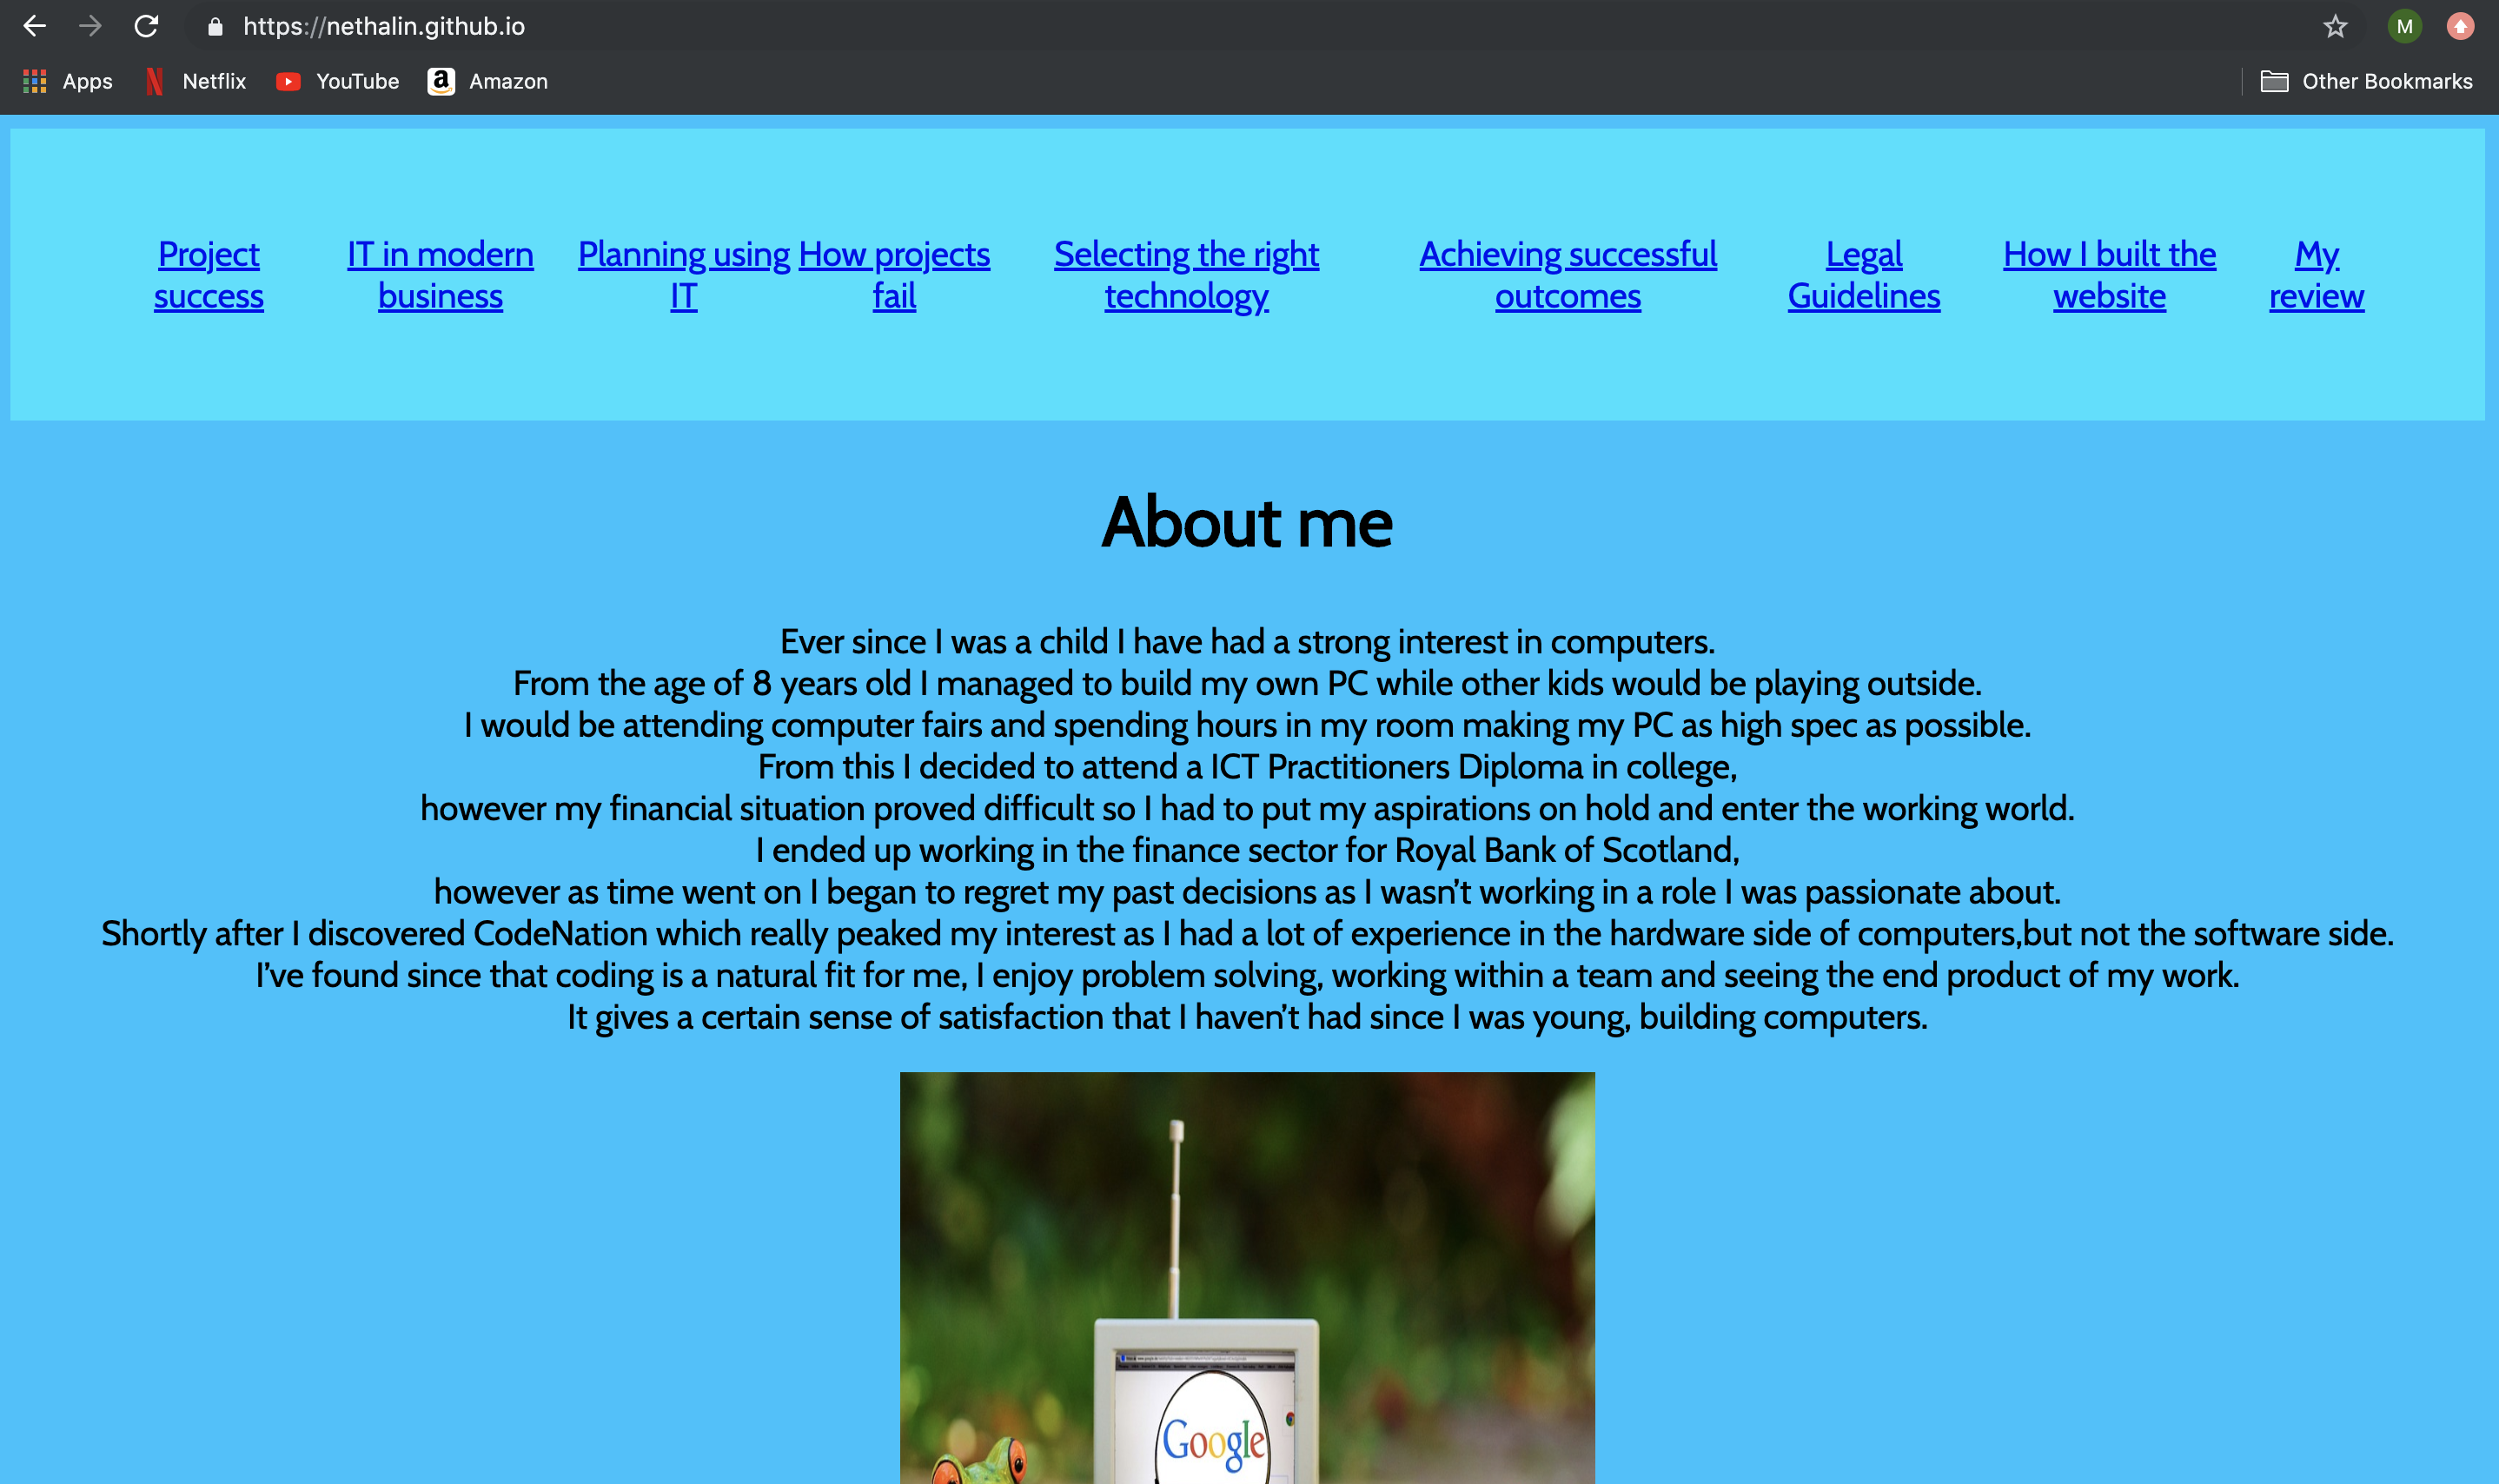 https://nethalin.github.io
M
Apps Netflix YouTube Amazon Other Bookmarks
Project success
IT in modern business
Planning using IT
How projects fail
Selecting the right technology
Achieving successful outcomes
Legal Guidelines
How I built the website
My review
About me
Ever since I was a child I have had a strong interest in computers.
From the age of 8 years old I managed to build my own PC while other kids would be playing outside.
I would be attending computer fairs and spending hours in my room making my PC as high spec as possible.
From this I decided to attend a ICT Practitioners Diploma in college,
however my financial situation proved difficult so I had to put my aspirations on hold and enter the working world.
I ended up working in the finance sector for Royal Bank of Scotland,
however as time went on I began to regret my past decisions as I wasn’t working in a role I was passionate about.
Shortly after I discovered CodeNation which really peaked my interest as I had a lot of experience in the hardware side of computers,but not the software side.
I’ve found since that coding is a natural fit for me, I enjoy problem solving, working within a team and seeing the end product of my work.
It gives a certain sense of satisfaction that I haven’t had since I was young, building computers.
Google